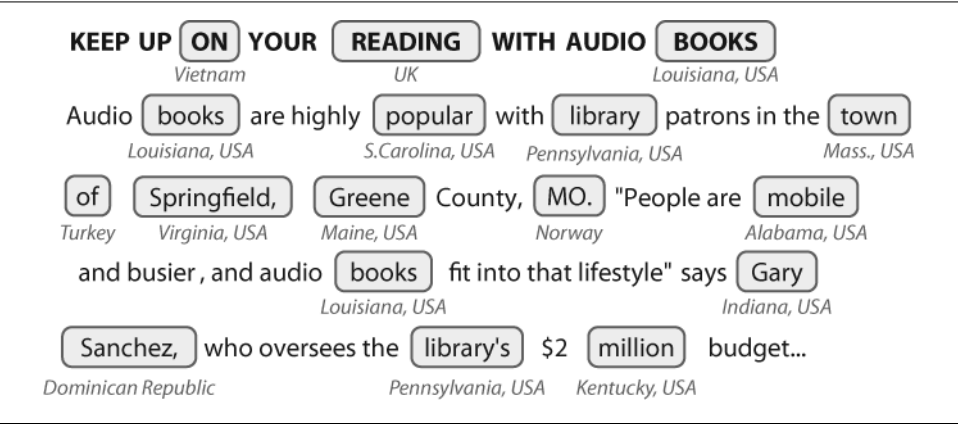 KEEP UP ON YOUR READING WITH AUDIO BOOKS
Vietnam UK Louisiana, USA
Audio books are highly popular with library patrons in the town
Louisiana, USA S.Carolina, USA Pennsylvania, USA Mass., USA
of Springfield, Greene County, MO. "People are mobile
Turkey Virginia, USA Maine, USA Norway Alabama, USA
and busier , and audio books fit into that lifestyle" says Gary
Louisiana, USA Indiana, USA
Sanchez, who oversees the library's $2 million budget...
Dominican Republic Pennsylvania, USA Kentucky, USA